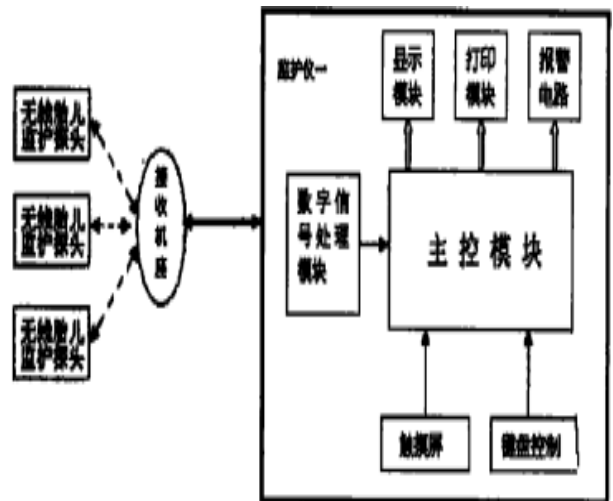 无线胎儿
监护探头
无线胎儿
监护探头
无线胎儿
监护探头
接收机座
监护仪一
显示
模块
打印
模块
报警
电路
数字信
号处理
模块
主控模块
触摸屏
键盘控制